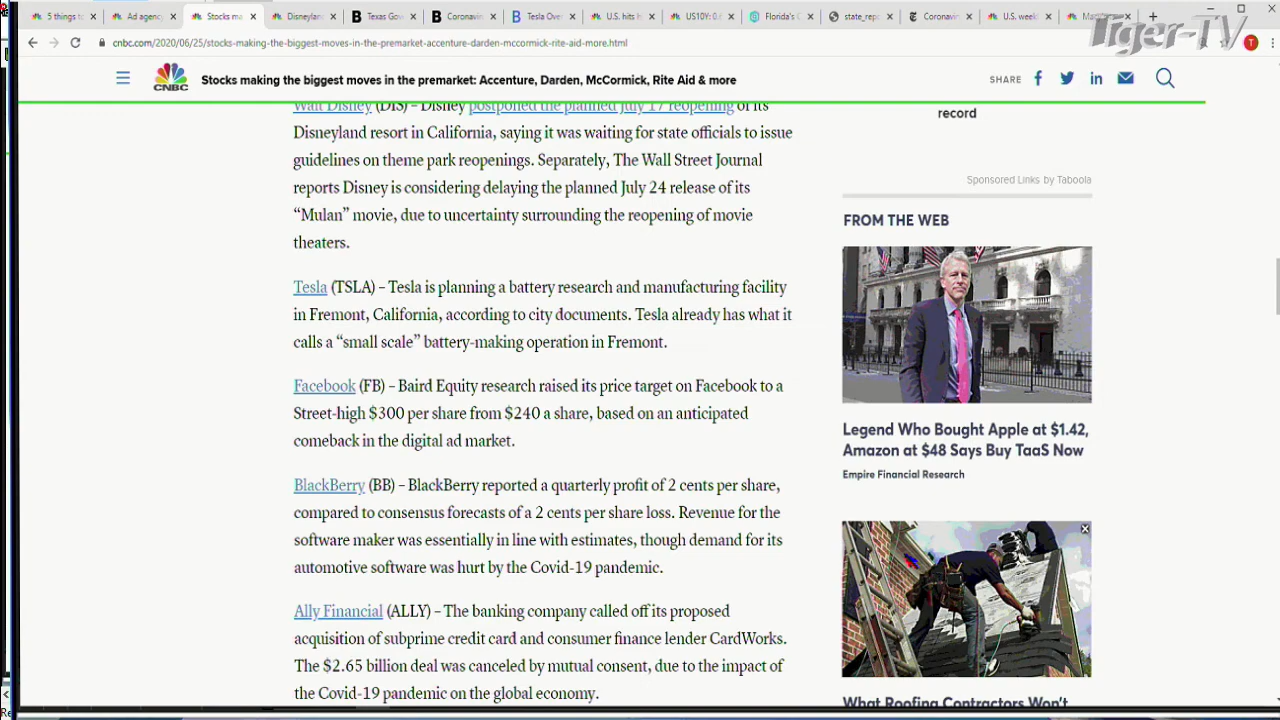 5 things to
Ad agency
Stocks ma
Disneylan
Texas Gov
Coronavir
Tesla Over
U.S. hits h
US10Y: 0.
Florida's C
state_repo
Coronavir
U.S. week
Tiger-TV
cnbc.com/2020/06/25/stocks-making-the-biggest-moves-in-the-premarket-accenture-darden-mccormick-rite-aid-more.html
T
CNBC
Stocks making the biggest moves in the premarket: Accenture, Darden, McCormick, Rite Aid & more
SHARE
Walt Disney (DIS) – Disney postponed the planned July 17 reopening of its
Disneyland resort in California, saying it was waiting for state officials to issue
guidelines on theme park reopenings. Separately, The Wall Street Journal
reports Disney is considering delaying the planned July 24 release of its
“Mulan” movie, due to uncertainty surrounding the reopening of movie
theaters.
Tesla (TSLA) – Tesla is planning a battery research and manufacturing facility
in Fremont, California, according to city documents. Tesla already has what it
calls a “small scale” battery-making operation in Fremont.
Facebook (FB) – Baird Equity research raised its price target on Facebook to a
Street-high $300 per share from $240 a share, based on an anticipated
comeback in the digital ad market.
BlackBerry (BB) – BlackBerry reported a quarterly profit of 2 cents per share,
compared to consensus forecasts of a 2 cents per share loss. Revenue for the
software maker was essentially in line with estimates, though demand for its
automotive software was hurt by the Covid-19 pandemic.
Ally Financial (ALLY) – The banking company called off its proposed
acquisition of subprime credit card and consumer finance lender CardWorks.
The $2.65 billion deal was canceled by mutual consent, due to the impact of
the Covid-19 pandemic on the global economy.
record
Sponsored Links by Taboola
FROM THE WEB
Legend Who Bought Apple at $1.42,
Amazon at $48 Says Buy TaaS Now
Empire Financial Research
What Roofing Contractors Won't